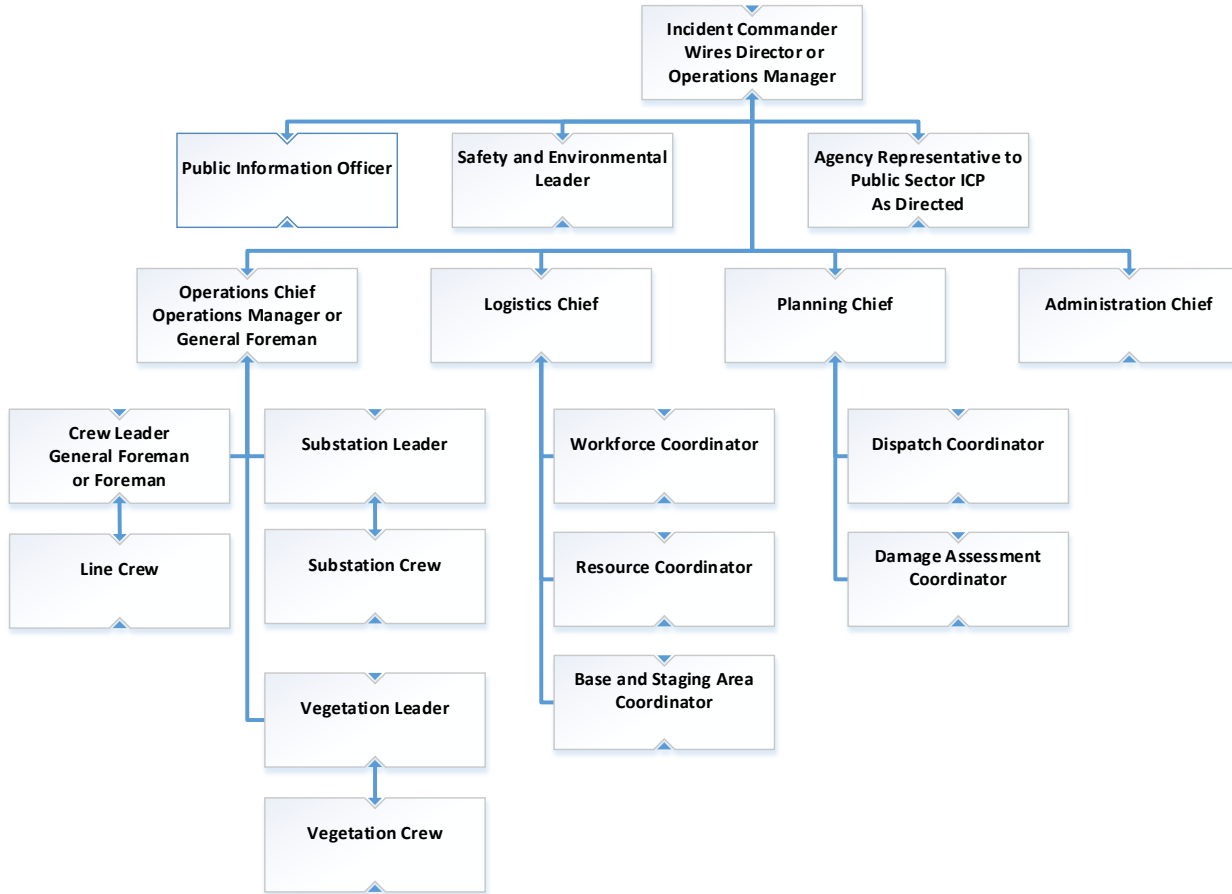 Incident Commander
Wires Director or
Operations Manager
Public Information Officer
Safety and Environmental
Leader
Agency Representative to
Public Sector ICP
As Directed
Operations Chief
Operations Manager or
General Foreman
Logistics Chief
Planning Chief
Administration Chief
Crew Leader
General Foreman
or Foreman
Substation Leader
Workforce Coordinator
Dispatch Coordinator
Line Crew
Substation Crew
Resource Coordinator
Damage Assessment
Coordinator
Vegetation Leader
Base and Staging Area
Coordinator
Vegetation Crew